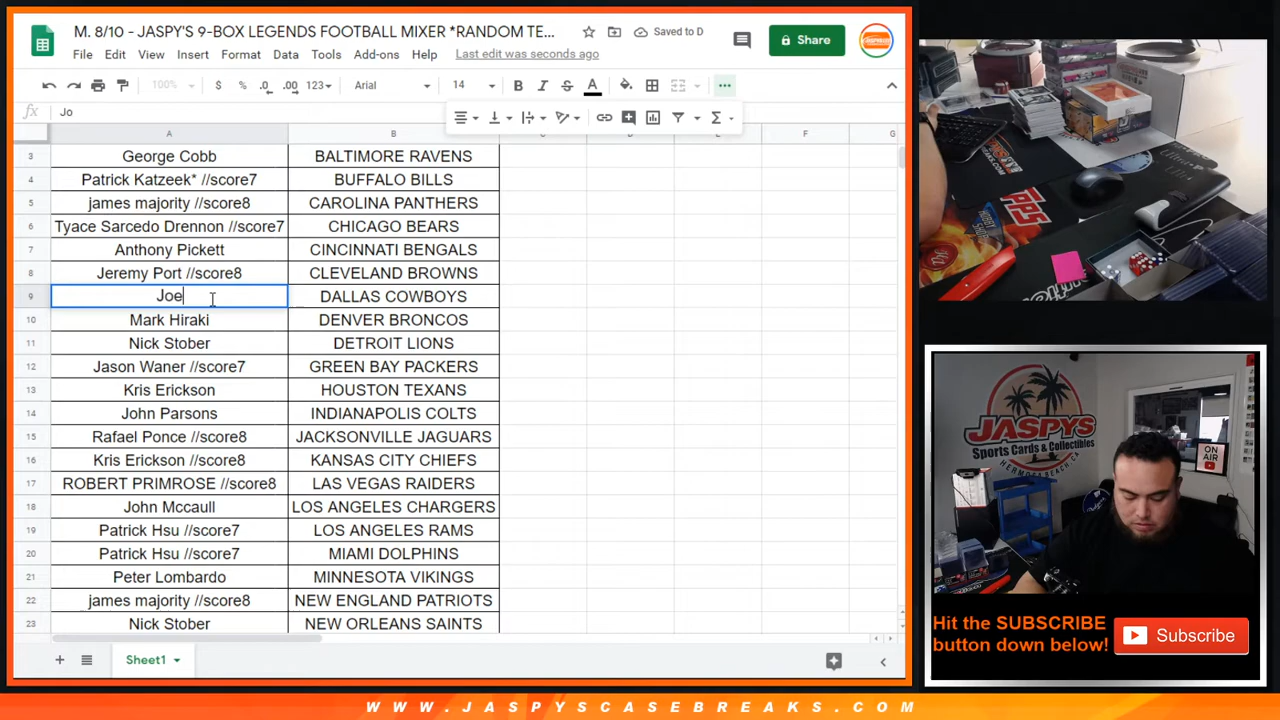 M. 8/10 - JASPY'S 9-BOX LEGENDS FOOTBALL MIXER *RANDOM TE...
Saved to D
Share
File Edit View Insert Format Data Tools Add-ons Help Last edit was seconds ago
100% $ % .0 .00 123 Arial 14 B I S A
fx Jo
A B C D E F G
3 George Cobb BALTIMORE RAVENS
4 Patrick Katzeek* //score7 BUFFALO BILLS
5 james majority //score8 CAROLINA PANTHERS
6 Tyace Sarcedo Drennon //score7 CHICAGO BEARS
7 Anthony Pickett CINCINNATI BENGALS
8 Jeremy Port //score8 CLEVELAND BROWNS
9 Joe DALLAS COWBOYS
10 Mark Hiraki DENVER BRONCOS
11 Nick Stober DETROIT LIONS
12 Jason Waner //score7 GREEN BAY PACKERS
13 Kris Erickson HOUSTON TEXANS
14 John Parsons INDIANAPOLIS COLTS
15 Rafael Ponce //score8 JACKSONVILLE JAGUARS
16 Kris Erickson //score8 KANSAS CITY CHIEFS
17 ROBERT PRIMROSE //score8 LAS VEGAS RAIDERS
18 John Mccaull LOS ANGELES CHARGERS
19 Patrick Hsu //score7 LOS ANGELES RAMS
20 Patrick Hsu //score7 MIAMI DOLPHINS
21 Peter Lombardo MINNESOTA VIKINGS
22 james majority //score8 NEW ENGLAND PATRIOTS
23 Nick Stober NEW ORLEANS SAINTS
Sheet1
TPPS
HOBBY
SHOP
JASPYS
Sports Cards & Collectibles
HERMOSA BEACH CA
ON
AIR
Hit the SUBSCRIBE
button down below!
Subscribe
WWW.JASPYSCASEBREAKS.COM